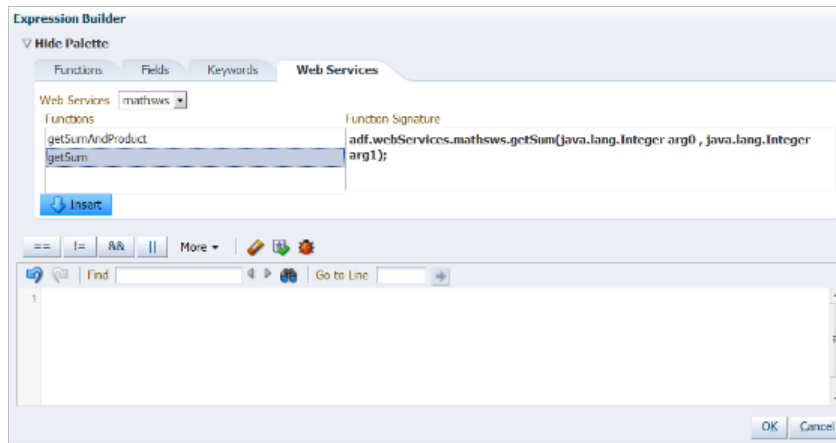 Expression Builder
Hide Palette
Functions Fields Keywords Web Services
Web Services mathsws
Functions Function Signature
getSumAndProduct adf.webServices.mathsws.getSum(java.lang.Integer arg0 , java.lang.Integer
getSum arg1);
Insert
== != && || More
Find Go to Line
1
OK Cancel